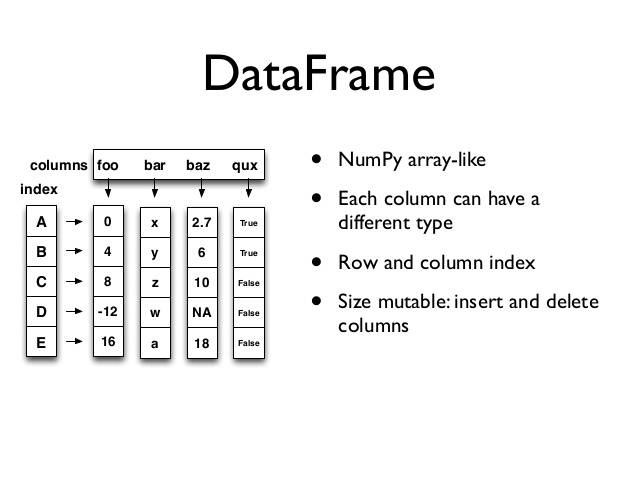 DataFrame
columns foo bar baz qux
index
A 0 x 2.7 True
B 4 y 6 True
C 8 z 10 False
D -12 w NA False
E 16 a 18 False
• NumPy array-like
• Each column can have a
different type
• Row and column index
• Size mutable: insert and delete
columns